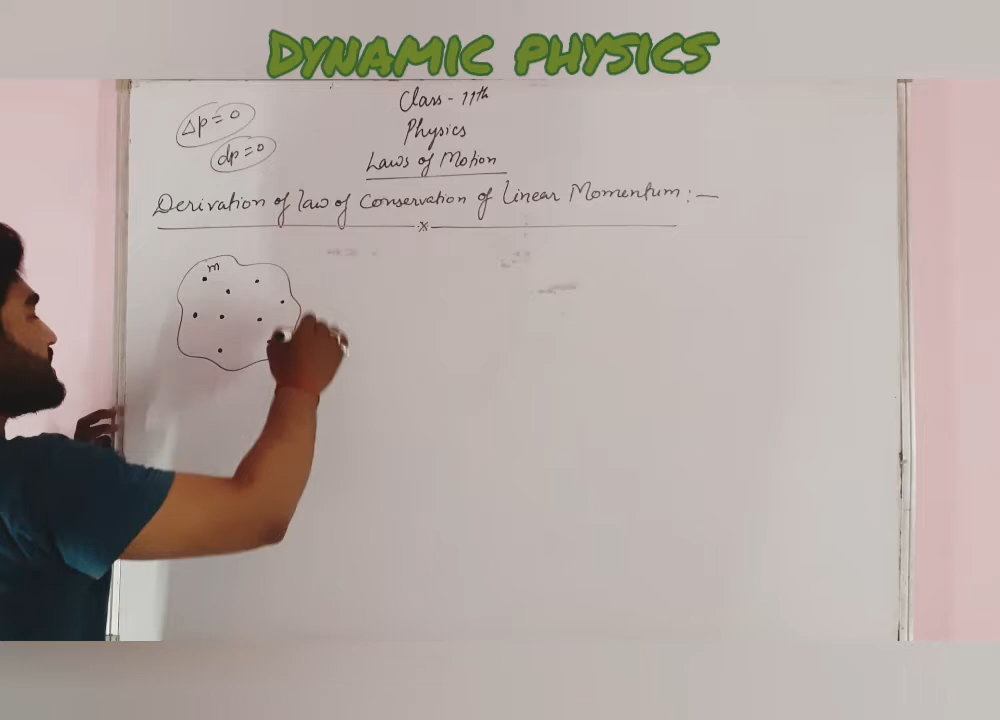 DYNAMIC PHYSICS
Class - 11th
Physics
Laws of Motion
Δp = 0
dp = 0
Derivation of law of Conservation of Linear Momentum : —
x
m